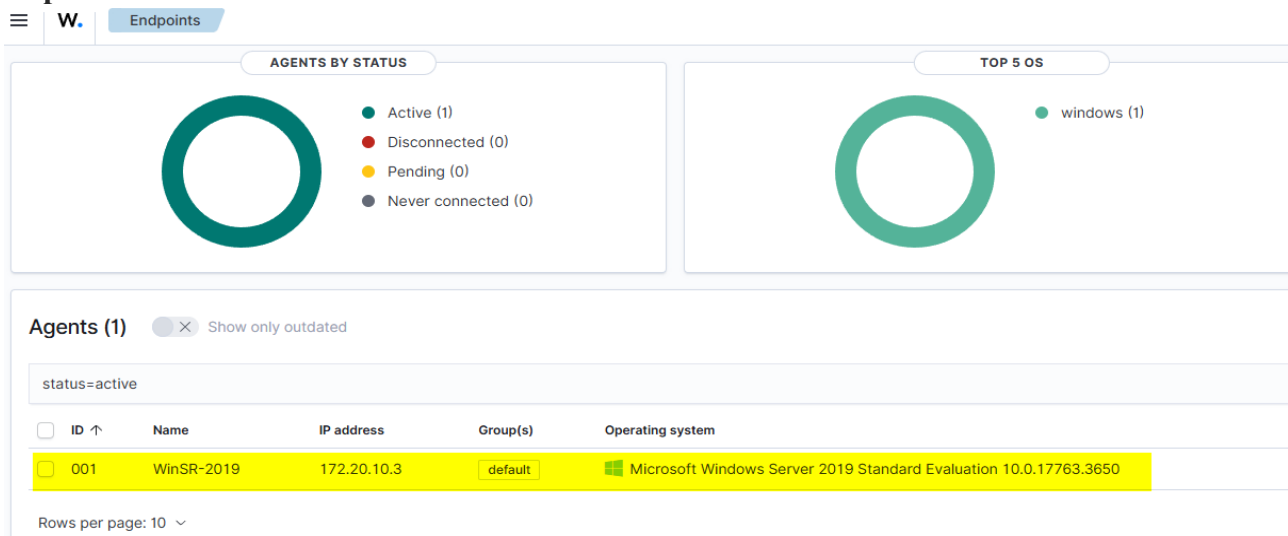 W. Endpoints
AGENTS BY STATUS
Active (1)
Disconnected (0)
Pending (0)
Never connected (0)
TOP 5 OS
windows (1)
Agents (1) Show only outdated
status=active
ID ↑ Name IP address Group(s) Operating system
001 WinSR-2019 172.20.10.3 default Microsoft Windows Server 2019 Standard Evaluation 10.0.17763.3650
Rows per page: 10